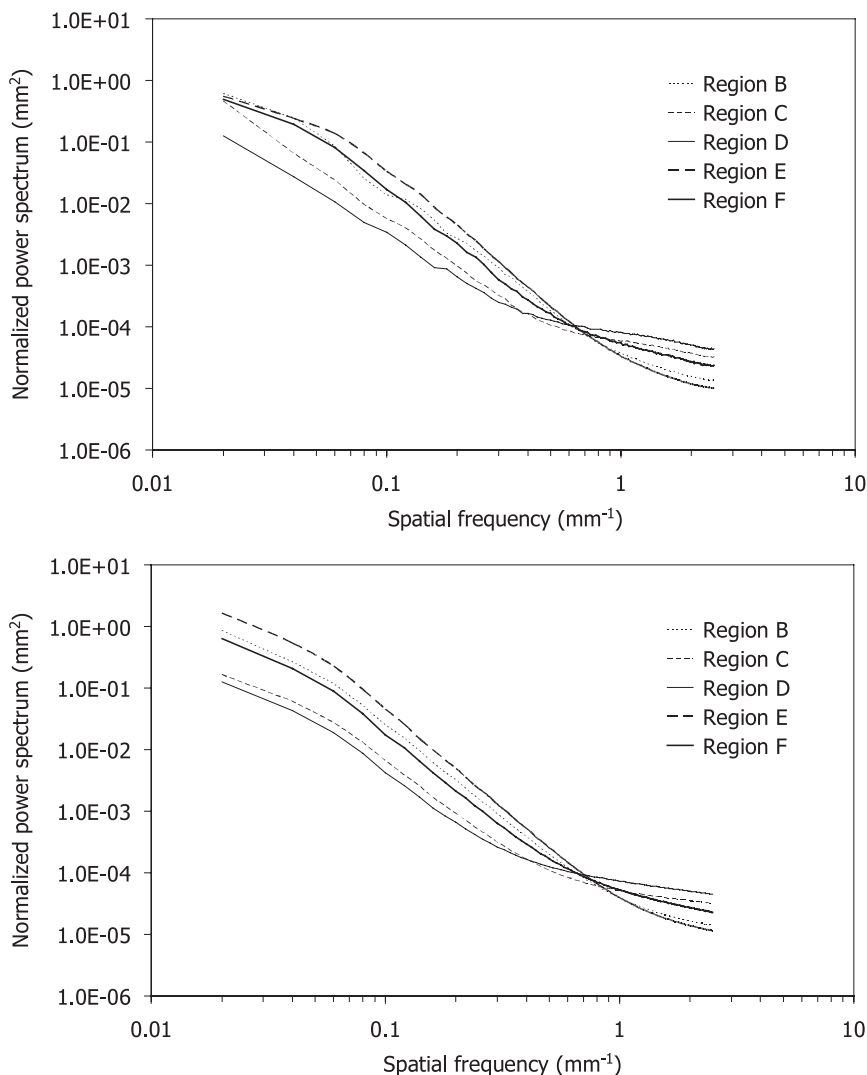 1.0E+01
1.0E+00
1.0E-01
1.0E-02
1.0E-03
1.0E-04
1.0E-05
1.0E-06
Normalized power spectrum (mm²)
Region B
Region C
Region D
Region E
Region F
0.01 0.1 1 10
Spatial frequency (mm⁻¹)
1.0E+01
1.0E+00
1.0E-01
1.0E-02
1.0E-03
1.0E-04
1.0E-05
1.0E-06
Normalized power spectrum (mm²)
Region B
Region C
Region D
Region E
Region F
0.01 0.1 1 10
Spatial frequency (mm⁻¹)